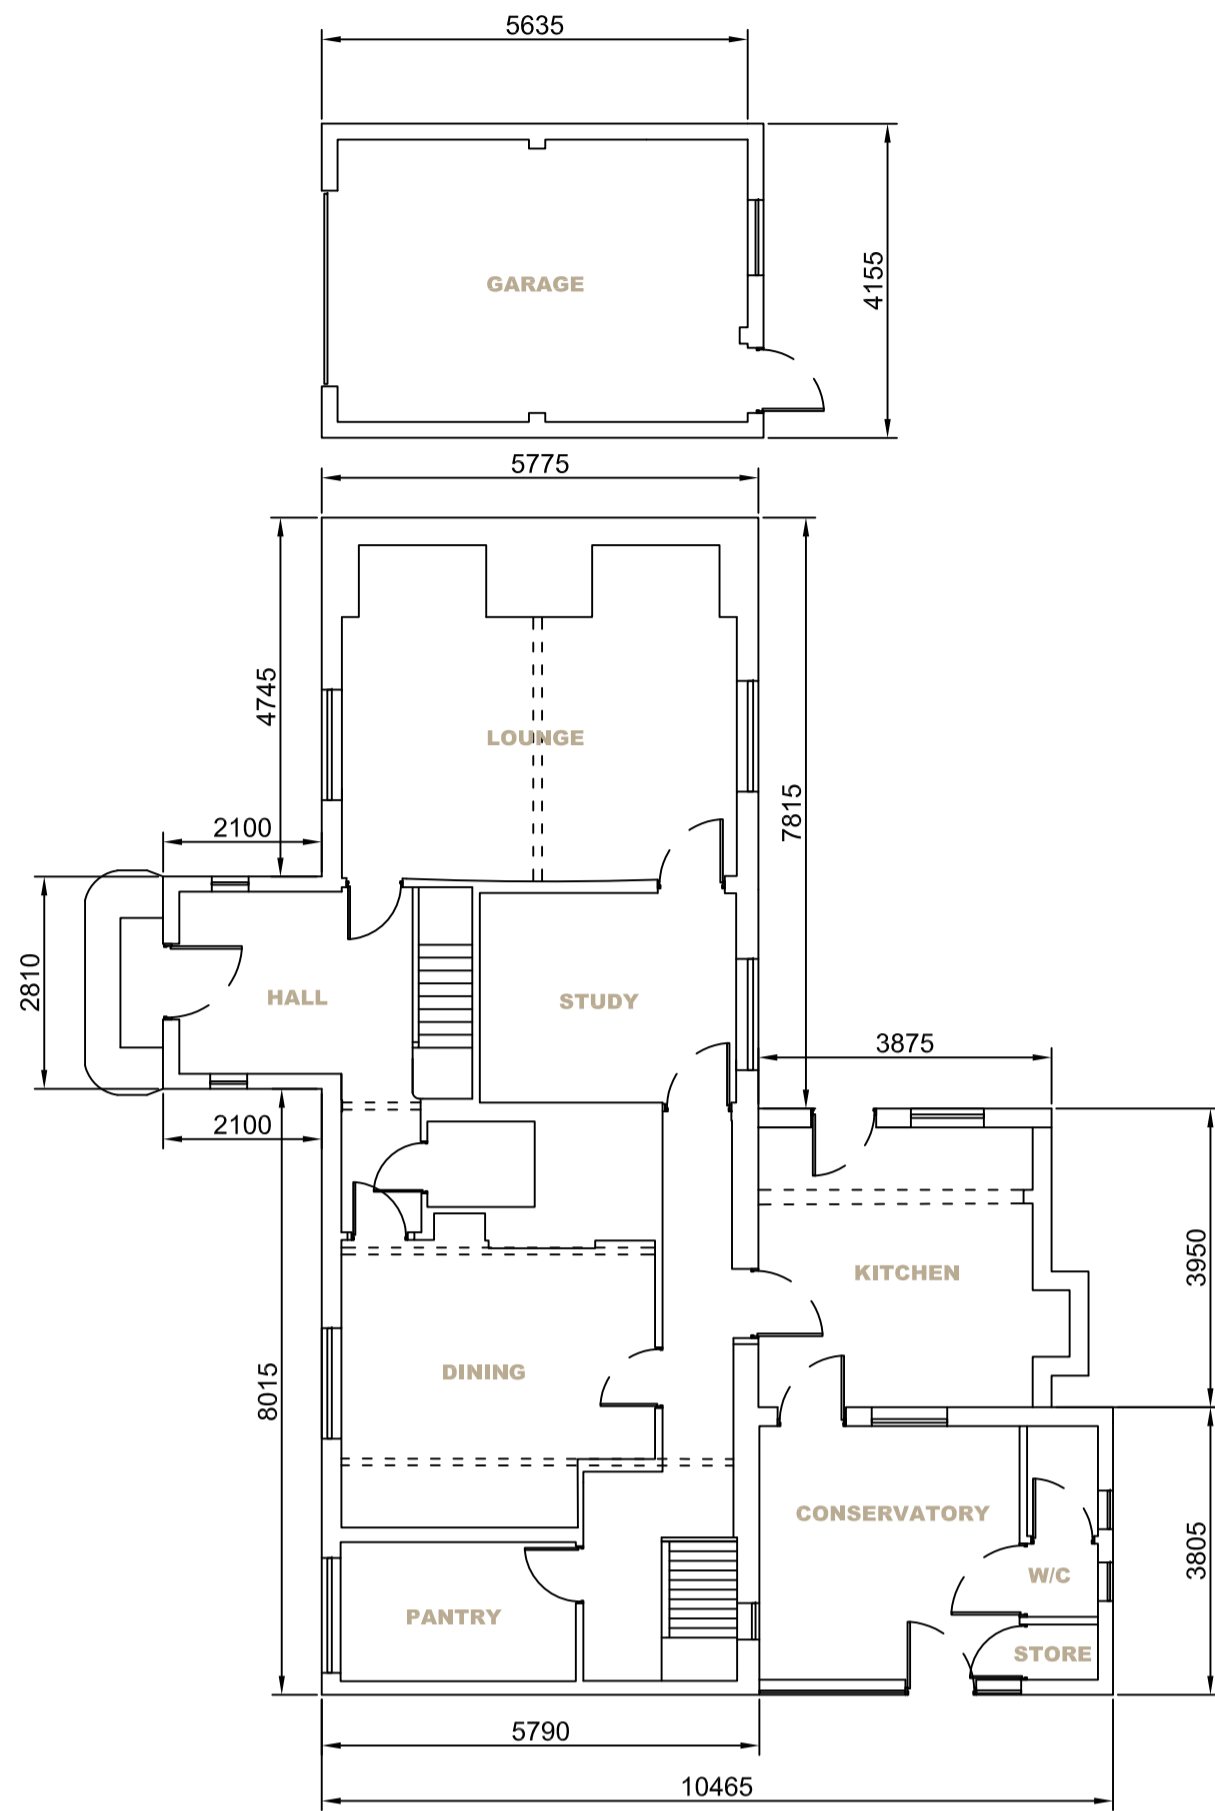 5635
GARAGE
4155
5775
4745
LOUNGE
7815
2100
2810
HALL
STUDY
3875
2100
3950
KITCHEN
8015
DINING
CONSERVATORY
3805
W/C
PANTRY
STORE
5790
10465